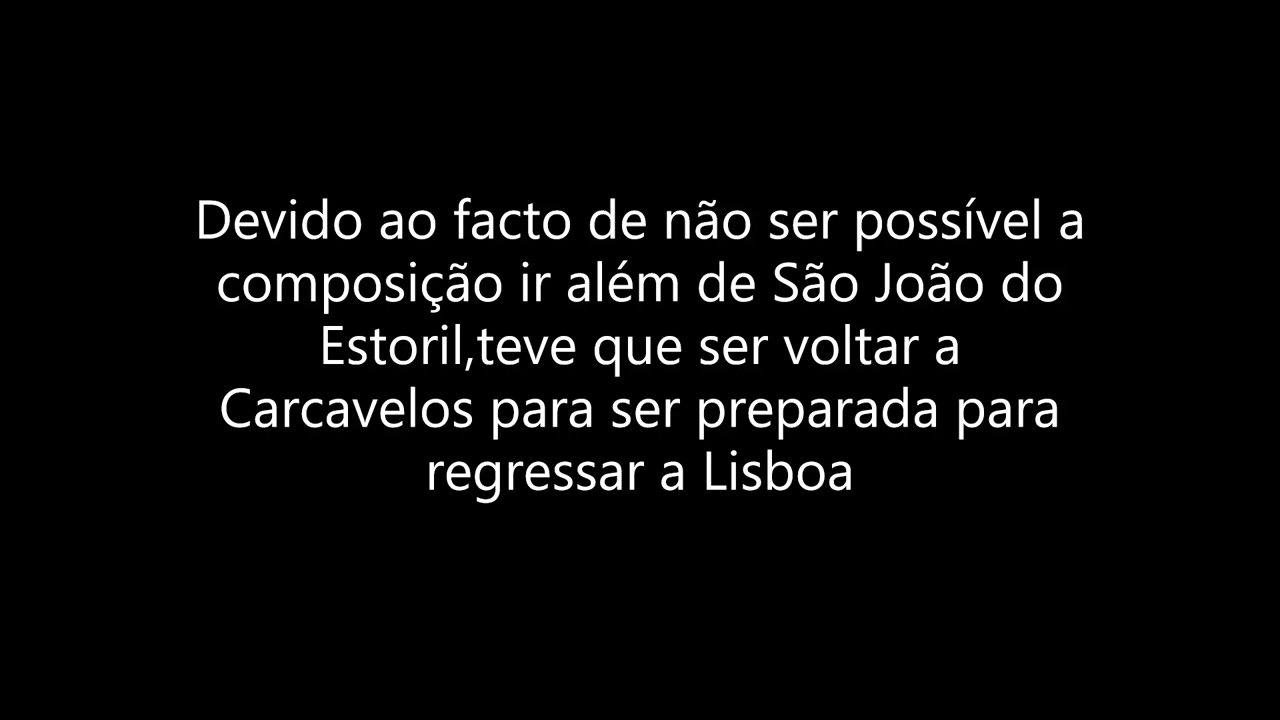 Devido ao facto de não ser possível a
composição ir além de São João do
Estoril,teve que ser voltar a
Carcavelos para ser preparada para
regressar a Lisboa